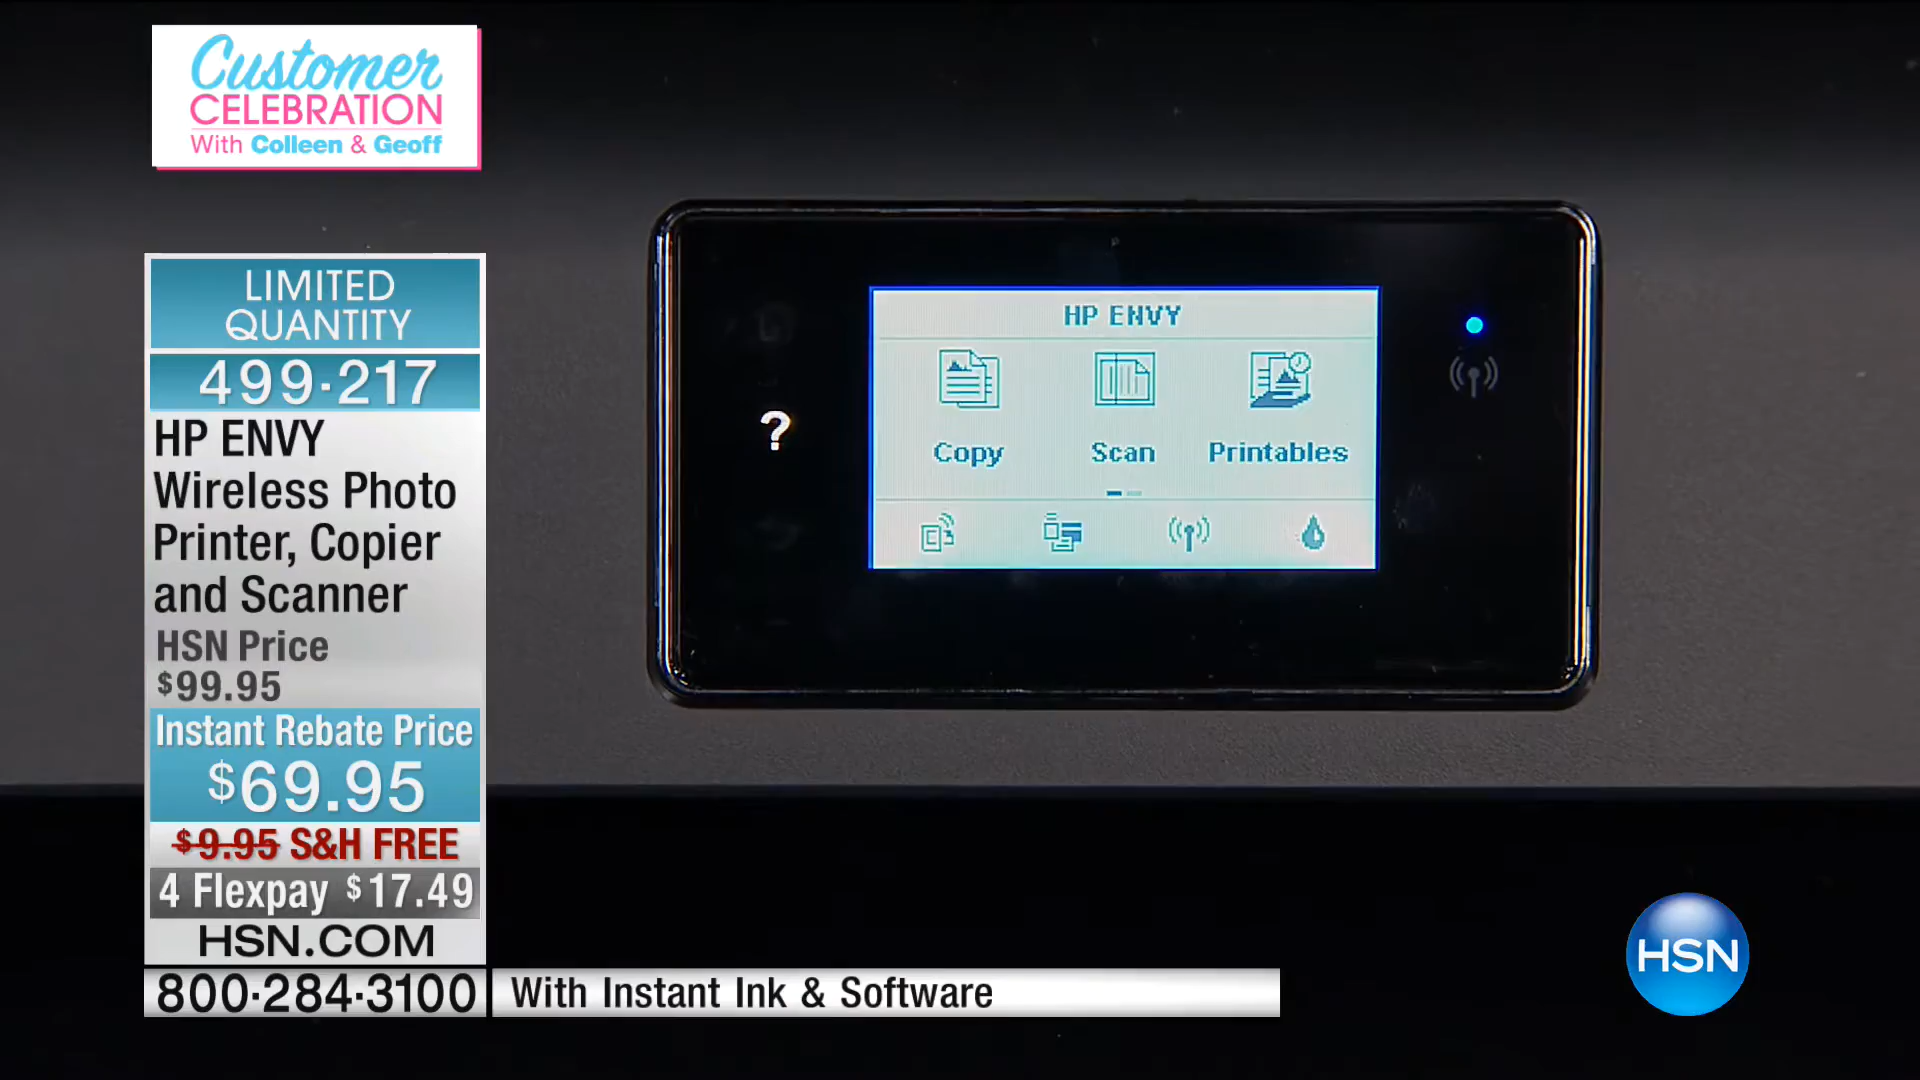 Customer
CELEBRATION
With Colleen & Geoff
LIMITED
QUANTITY
499·217
HP ENVY
Wireless Photo
Printer, Copier
and Scanner
HSN Price
$99.95
Instant Rebate Price
$69.95
$9.95 S&H FREE
4 Flexpay $17.49
HSN.COM
800·284·3100
With Instant Ink & Software
HP ENVY
Copy Scan Printables
?
HSN